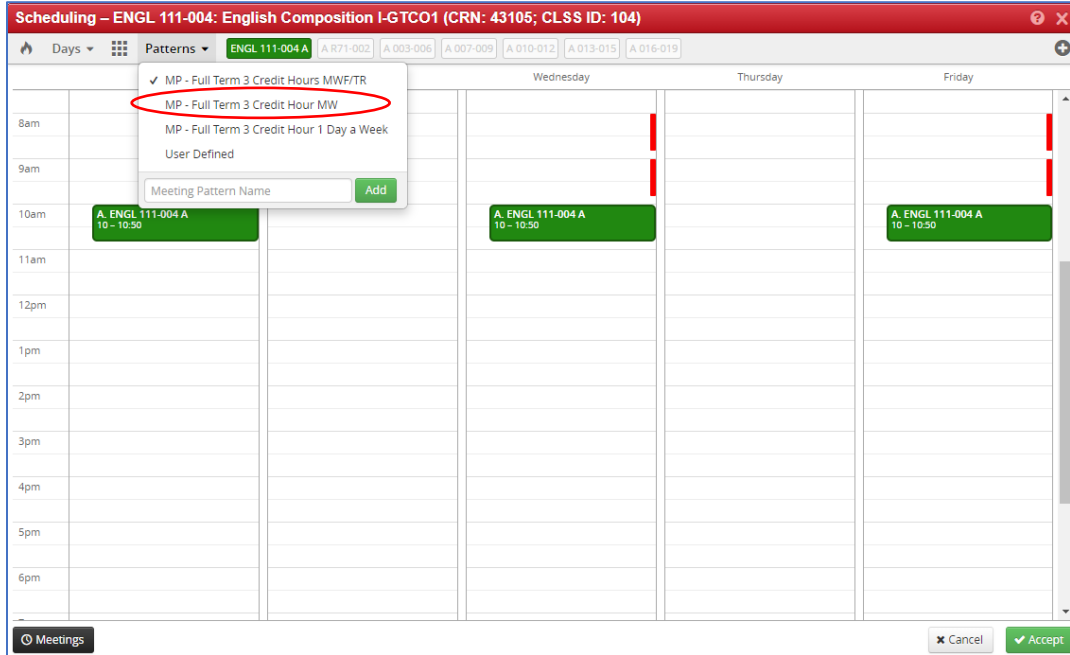 Scheduling – ENGL 111-004: English Composition I-GTCO1 (CRN: 43105; CLSS ID: 104)
Days Patterns ENGL 111-004 A A R71-002 A 003-006 A 007-009 A 010-012 A 013-015 A 016-019
Wednesday Thursday Friday
✓ MP - Full Term 3 Credit Hours MWF/TR
MP - Full Term 3 Credit Hour MW
MP - Full Term 3 Credit Hour 1 Day a Week
User Defined
Meeting Pattern Name Add
8am
9am
10am
A. ENGL 111-004 A
10 – 10:50
A. ENGL 111-004 A
10 – 10:50
A. ENGL 111-004 A
10 – 10:50
11am
12pm
1pm
2pm
3pm
4pm
5pm
6pm
Meetings Cancel Accept